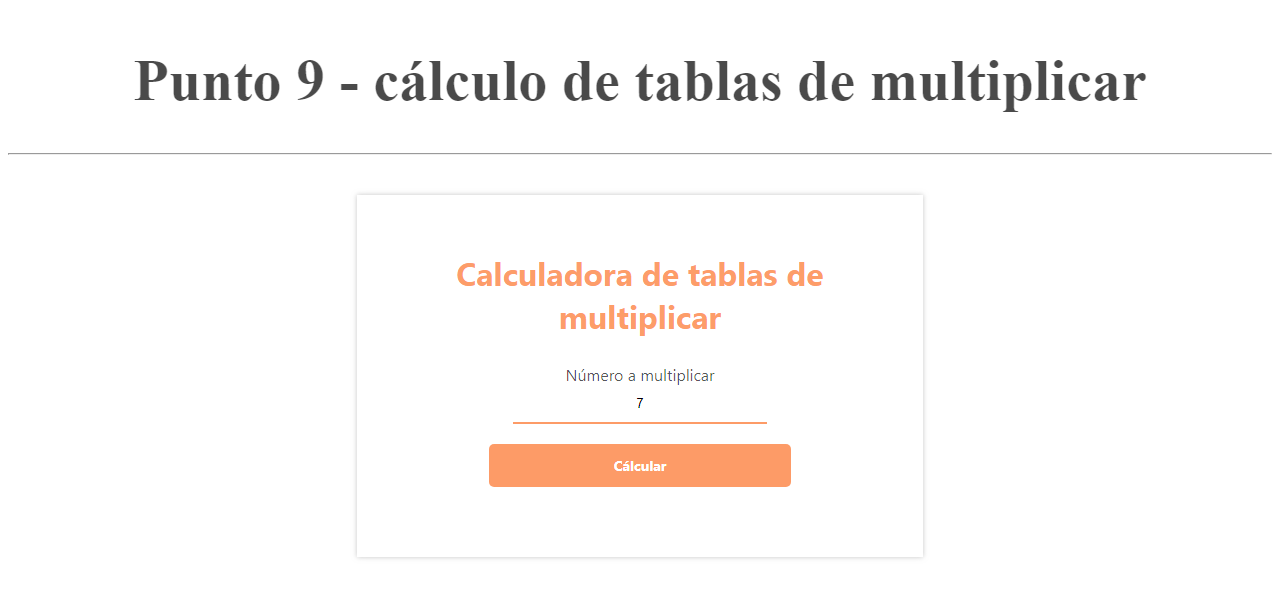 Punto 9 - cálculo de tablas de multiplicar
Calculadora de tablas de
multiplicar
Número a multiplicar
7
Cálcular